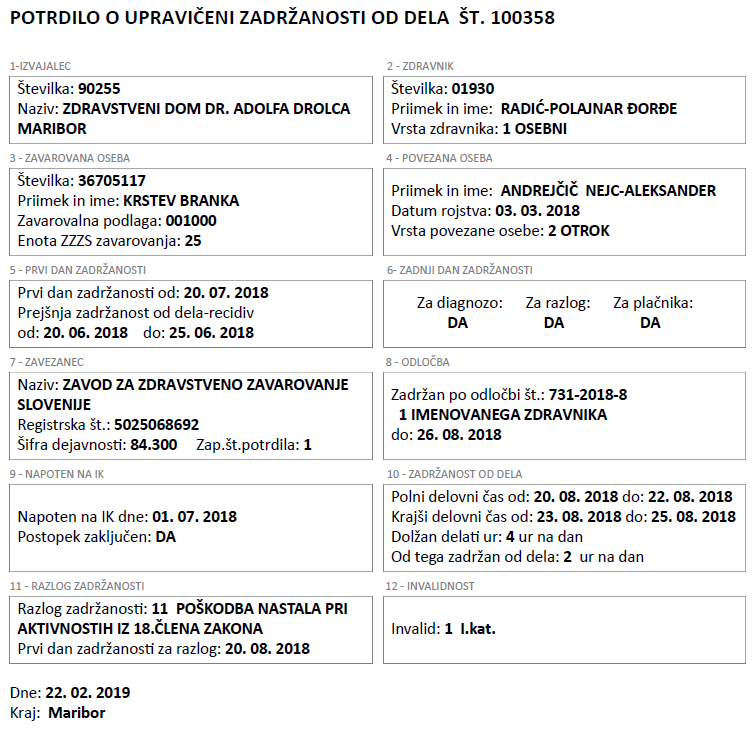 POTRDILO O UPRAVIČENI ZADRŽANOSTI OD DELA ŠT. 100358
1-IZVAJALEC
Številka: 90255
Naziv: ZDRAVSTVENI DOM DR. ADOLFA DROLCA
MARIBOR
2 - ZDRAVNIK
Številka: 01930
Priimek in ime: RADIĆ-POLAJNAR ĐORĐE
Vrsta zdravnika: 1 OSEBNI
3 - ZAVAROVANA OSEBA
Številka: 36705117
Priimek in ime: KRSTEV BRANKA
Zavarovalna podlaga: 001000
Enota ZZZS zavarovanja: 25
4 - POVEZANA OSEBA
Priimek in ime: ANDREJČIČ NEJC-ALEKSANDER
Datum rojstva: 03. 03. 2018
Vrsta povezane osebe: 2 OTROK
5 - PRVI DAN ZADRŽANOSTI
Prvi dan zadržanosti od: 20. 07. 2018
Prejšnja zadržanost od dela-recidiv
od: 20. 06. 2018 do: 25. 06. 2018
6- ZADNJI DAN ZADRŽANOSTI
Za diagnozo: Za razlog: Za plačnika:
DA DA DA
7 - ZAVEZANEC
Naziv: ZAVOD ZA ZDRAVSTVENO ZAVAROVANJE
SLOVENIJE
Registrska št.: 5025068692
Šifra dejavnosti: 84.300 Zap.št.potrdila: 1
8 - ODLOČBA
Zadržan po odločbi št.: 731-2018-8
1 IMENOVANEGA ZDRAVNIKA
do: 26. 08. 2018
9 - NAPOTEN NA IK
Napoten na IK dne: 01. 07. 2018
Postopek zaključen: DA
10 - ZADRŽANOST OD DELA
Polni delovni čas od: 20. 08. 2018 do: 22. 08. 2018
Krajši delovni čas od: 23. 08. 2018 do: 25. 08. 2018
Dolžan delati ur: 4 ur na dan
Od tega zadržan od dela: 2 ur na dan
11 - RAZLOG ZADRŽANOSTI
Razlog zadržanosti: 11 POŠKODBA NASTALA PRI
AKTIVNOSTIH IZ 18.ČLENA ZAKONA
Prvi dan zadržanosti za razlog: 20. 08. 2018
12 - INVALIDNOST
Invalid: 1 I.kat.
Dne: 22. 02. 2019
Kraj: Maribor